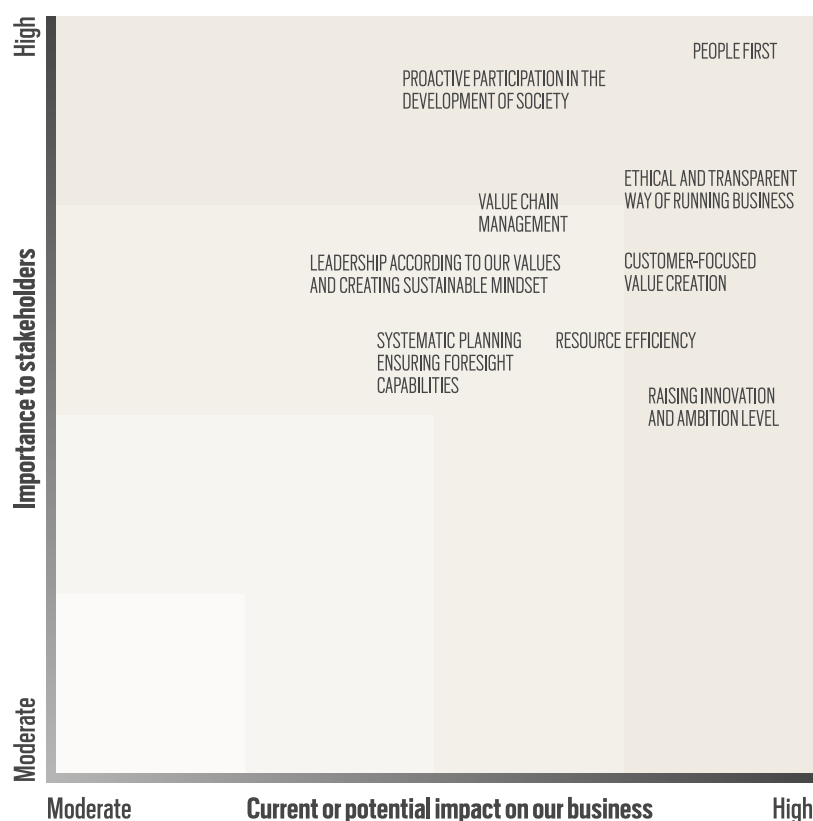 High
PEOPLE FIRST
PROACTIVE PARTICIPATION IN THE
DEVELOPMENT OF SOCIETY
ETHICAL AND TRANSPARENT
WAY OF RUNNING BUSINESS
VALUE CHAIN
MANAGEMENT
LEADERSHIP ACCORDING TO OUR VALUES
AND CREATING SUSTAINABLE MINDSET
CUSTOMER-FOCUSED
VALUE CREATION
SYSTEMATIC PLANNING
ENSURING FORESIGHT
CAPABILITIES
RESOURCE EFFICIENCY
RAISING INNOVATION
AND AMBITION LEVEL
Importance to stakeholders
Moderate
Moderate
Current or potential impact on our business
High